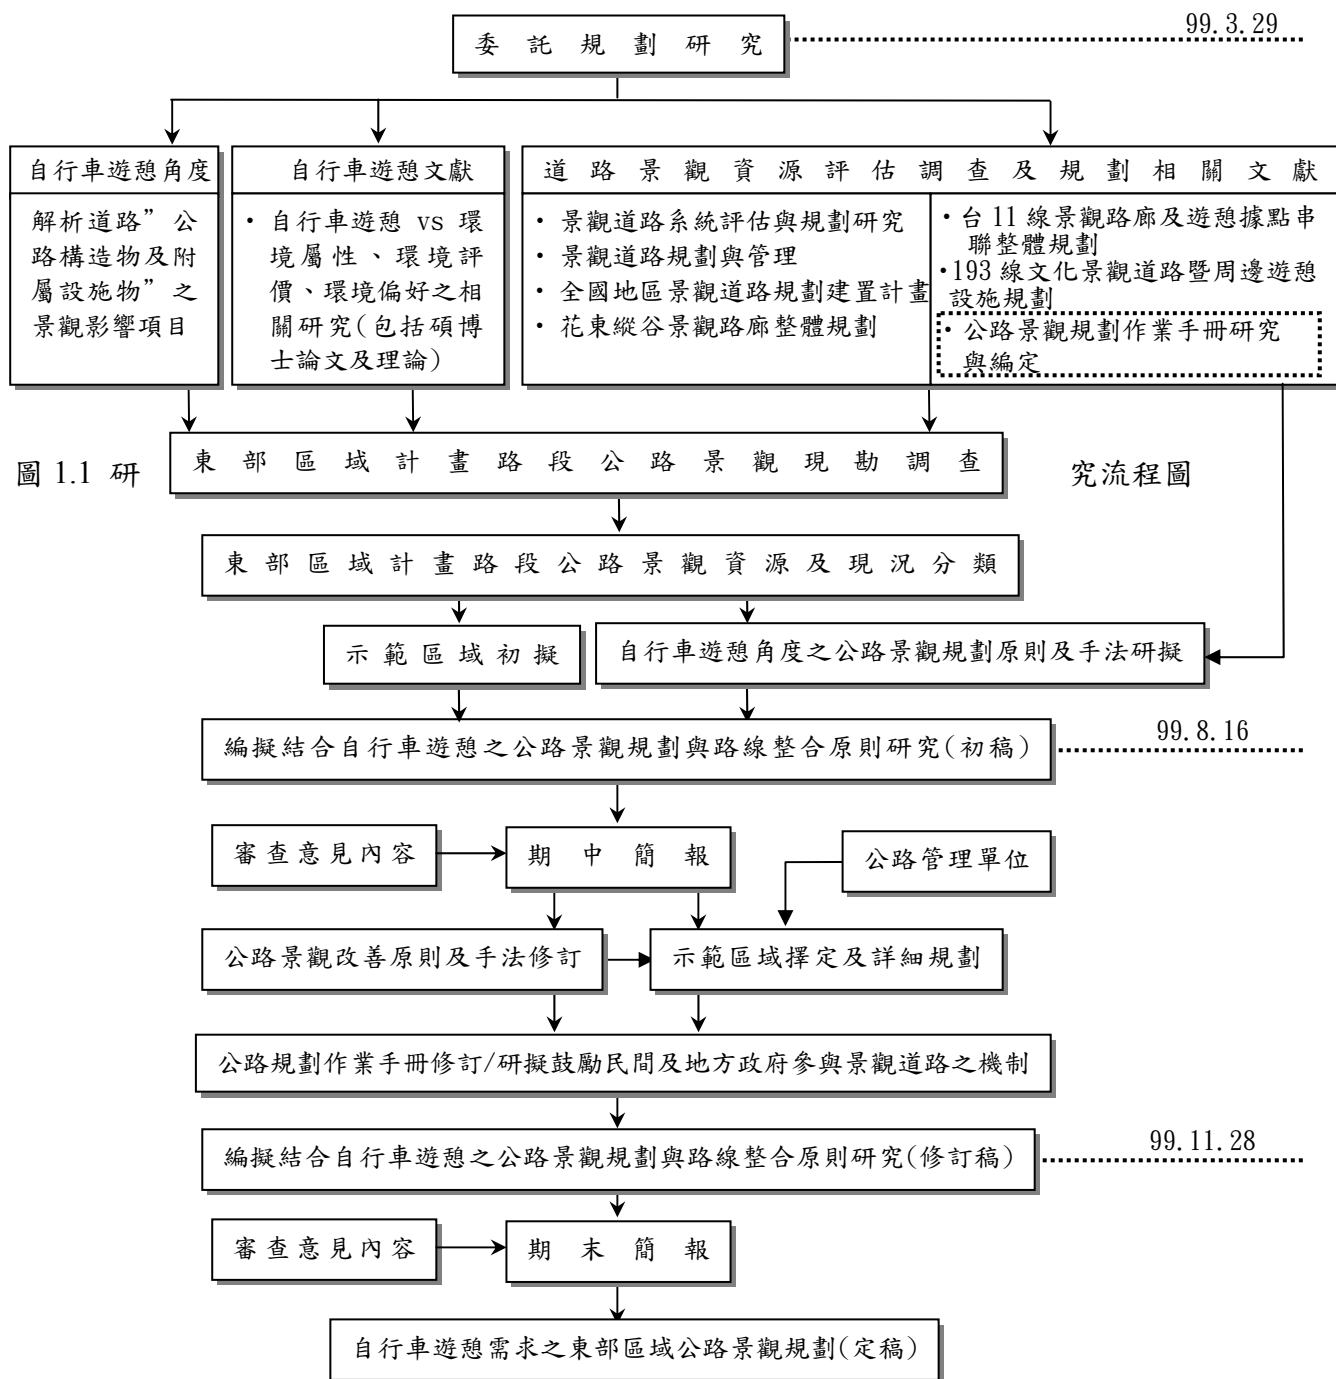 委託規劃研究
99.3.29
自行車遊憩角度
解析道路”公
路構造物及附
屬設施物”之
景觀影響項目
自行車遊憩文獻
‧自行車遊憩 vs 環
境屬性、環境評
價、環境偏好之相
關研究(包括碩博
士論文及理論)
道路景觀資源評估調查及規劃相關文獻
‧景觀道路系統評估與規劃研究
‧景觀道路規劃與管理
‧全國地區景觀道路規劃建置計畫
‧花東縱谷景觀路廊整體規劃
‧台 11 線景觀路廊及遊憩據點串
聯整體規劃
‧193 線文化景觀道路暨周邊遊憩
設施規劃
‧公路景觀規劃作業手冊研究
與編定
圖 1.1 研
東部區域計畫路段公路景觀現勘調查
究流程圖
東部區域計畫路段公路景觀資源及現況分類
示範區域初擬
自行車遊憩角度之公路景觀規劃原則及手法研擬
編擬結合自行車遊憩之公路景觀規劃與路線整合原則研究(初稿)
99.8.16
審查意見內容
期中簡報
公路管理單位
公路景觀改善原則及手法修訂
示範區域擇定及詳細規劃
公路規劃作業手冊修訂/研擬鼓勵民間及地方政府參與景觀道路之機制
編擬結合自行車遊憩之公路景觀規劃與路線整合原則研究(修訂稿)
99.11.28
審查意見內容
期末簡報
自行車遊憩需求之東部區域公路景觀規劃(定稿)